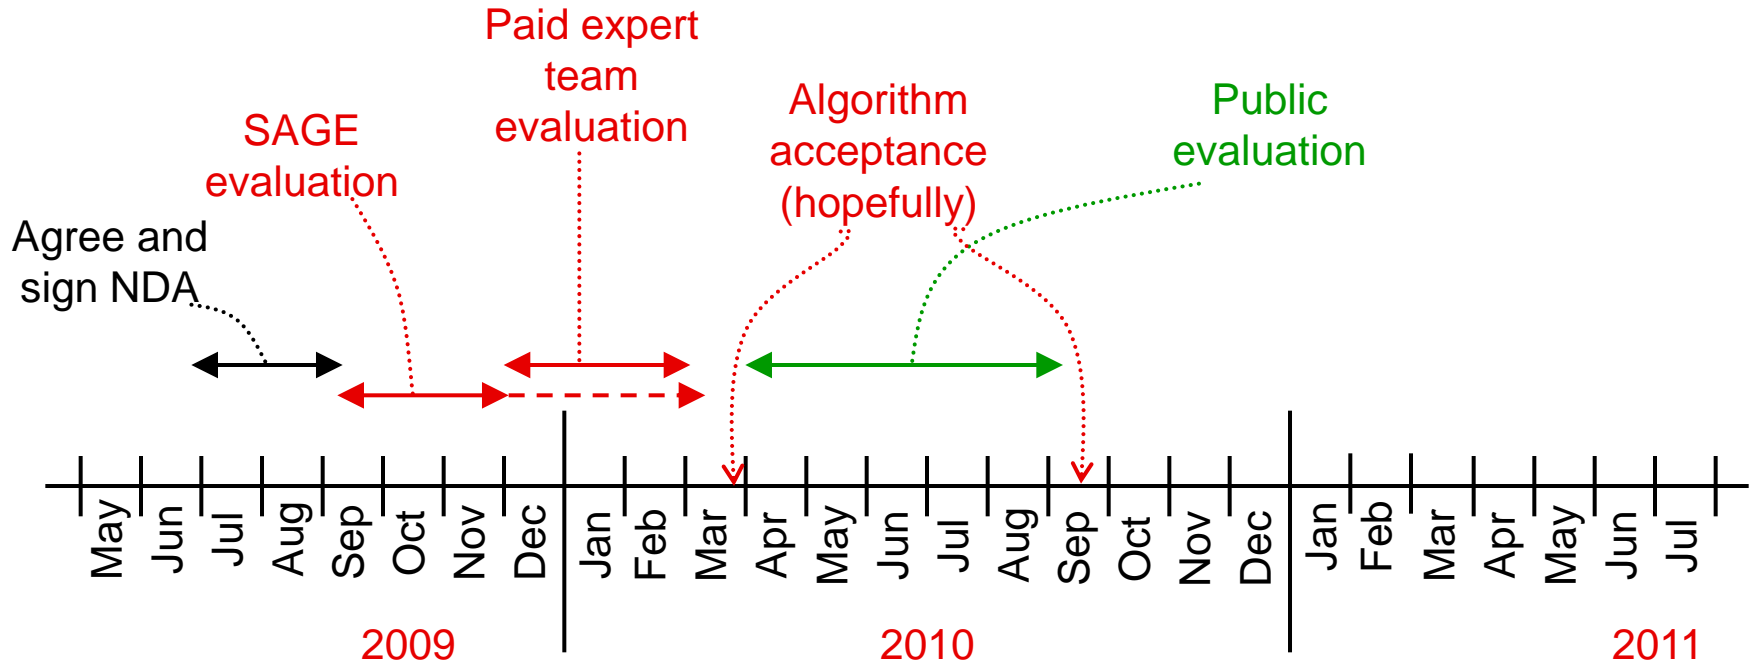 Paid expert
team
evaluation
SAGE
evaluation
Algorithm
acceptance
(hopefully)
Public
evaluation
Agree and
sign NDA
May Jun Jul Aug Sep Oct Nov Dec Jan Feb Mar Apr May Jun Jul Aug Sep Oct Nov Dec Jan Feb Mar Apr May Jun Jul
2009 2010 2011